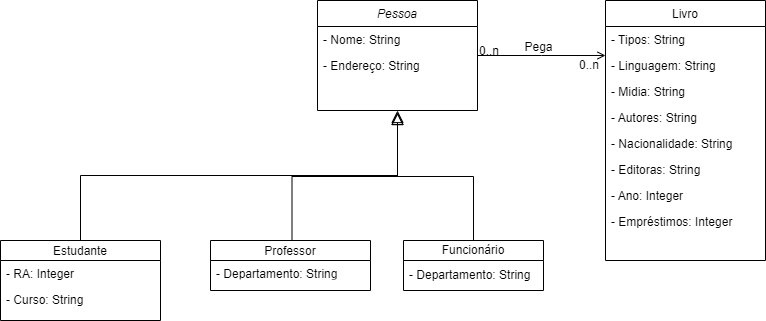 Pessoa
- Nome: String
- Endereço: String
0..n
Pega
0..n
Livro
- Tipos: String
- Linguagem: String
- Midia: String
- Autores: String
- Nacionalidade: String
- Editoras: String
- Ano: Integer
- Empréstimos: Integer
Estudante
- RA: Integer
- Curso: String
Professor
- Departamento: String
Funcionário
- Departamento: String